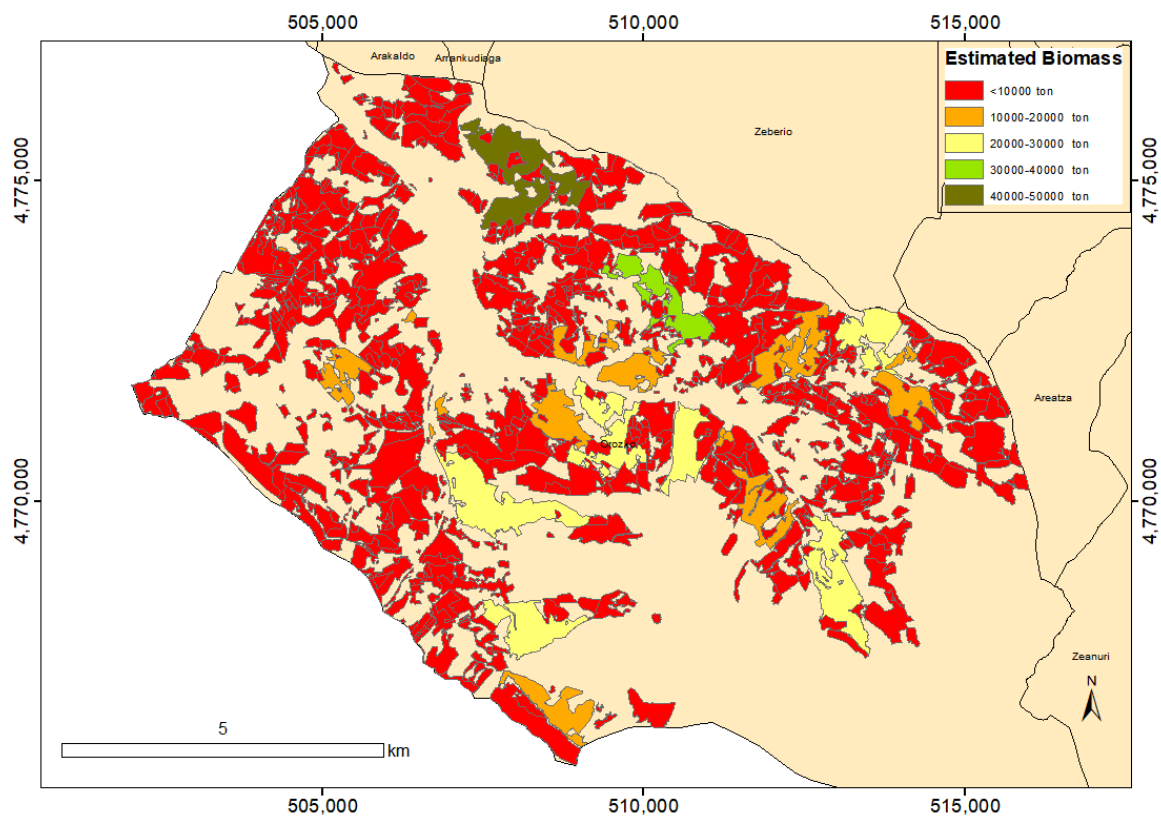 505,000 510,000 515,000
Arakaldo
Arrankudiaga
Estimated Biomass
<10000 ton
10000-20000 ton
20000-30000 ton
30000-40000 ton
40000-50000 ton
Zeberio
4,775,000 4,775,000
Areatza
Orozko
4,770,000 4,770,000
Zeanuri
N
5
km
505,000 510,000 515,000